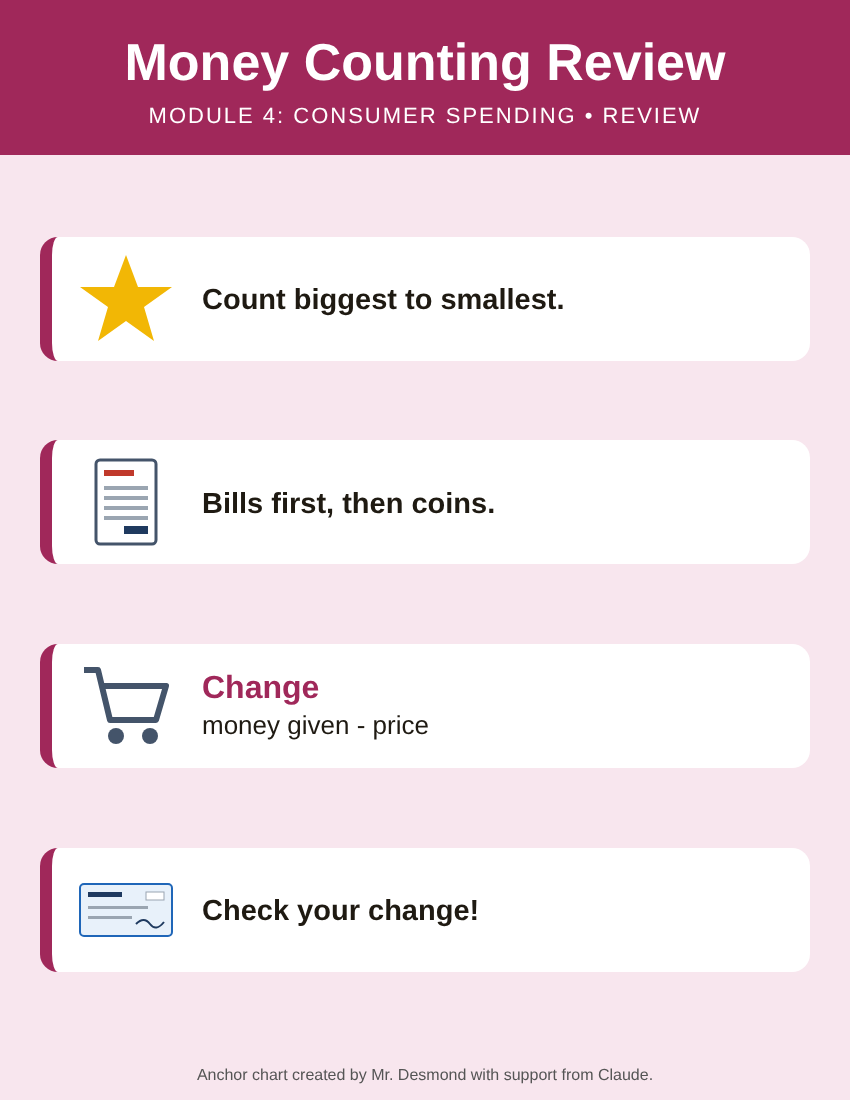 Money Counting Review
MODULE 4: CONSUMER SPENDING • REVIEW
Count biggest to smallest.
Bills first, then coins.
Change
money given - price
Check your change!
Anchor chart created by Mr. Desmond with support from Claude.